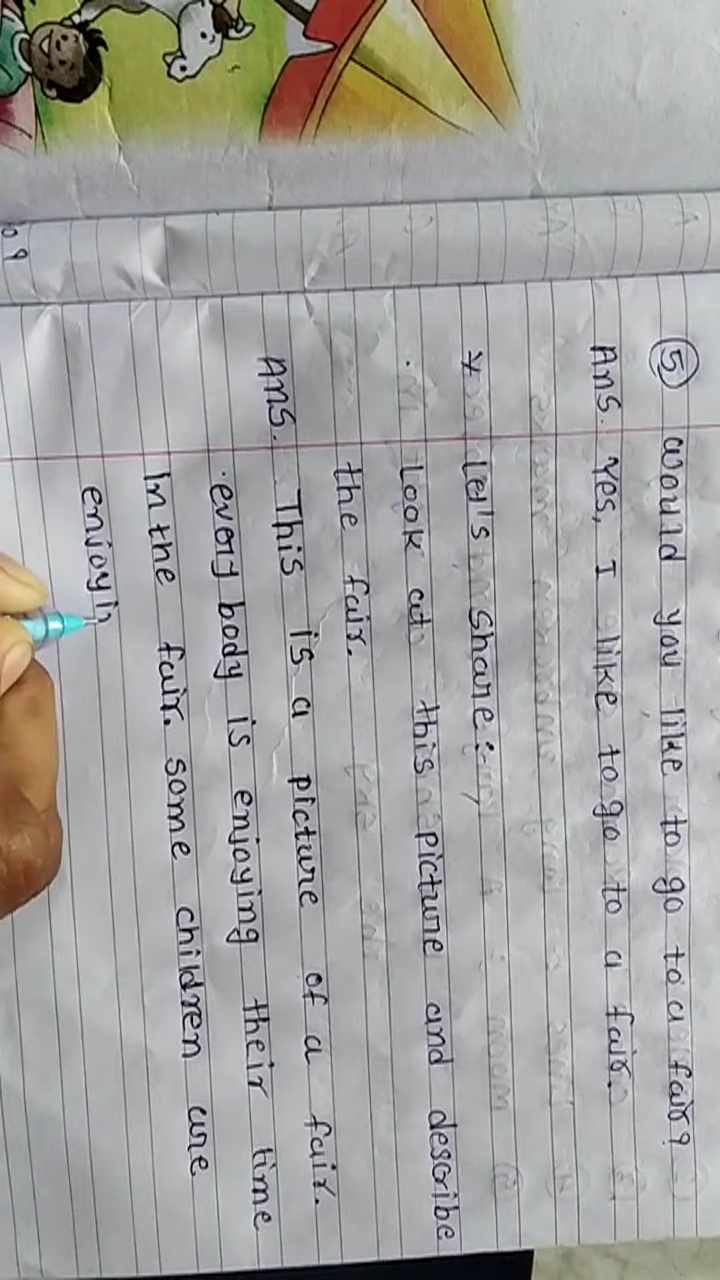 5 Would you like to go to a fair?
Ans. Yes, I like to go to a fair.
* Let's share :-
Look at this picture and describe
the fair.
Ans. This is a picture of a fair.
everybody is enjoying their time
In the fair. some children are
enjoyin